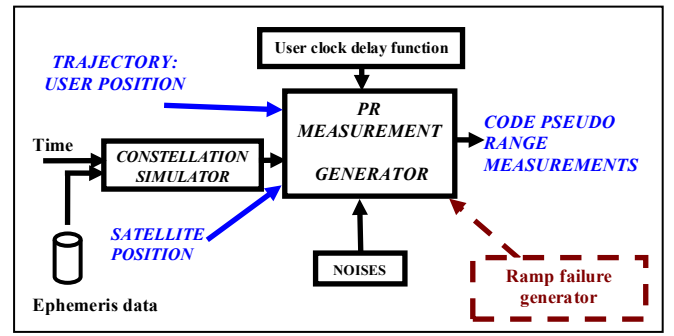 User clock delay function
TRAJECTORY:
USER POSITION
PR
MEASUREMENT
GENERATOR
CODE PSEUDO
RANGE
MEASUREMENTS
Time
CONSTELLATION
SIMULATOR
SATELLITE
POSITION
NOISES
Ramp failure
generator
Ephemeris data